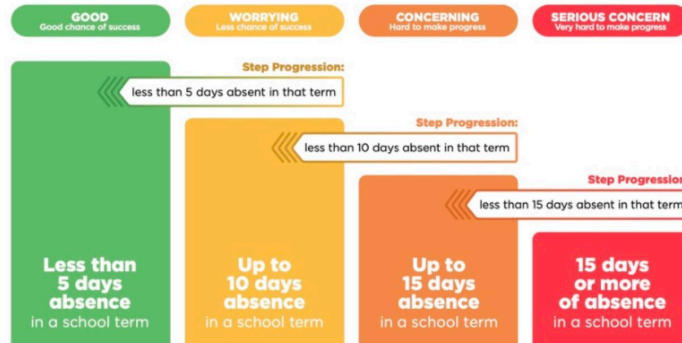 GOOD
Good chance of success
WORRYING
Less chance of success
CONCERNING
Hard to make progress
SERIOUS CONCERN
Very hard to make progress
Step Progression:
less than 5 days absent in that term
Step Progression:
less than 10 days absent in that term
Step Progression
less than 15 days absent in that term
Less than
5 days
absence
in a school term
Up to
10 days
absence
in a school term
Up to
15 days
absence
in a school term
15 days
or more
of absence
in a school term